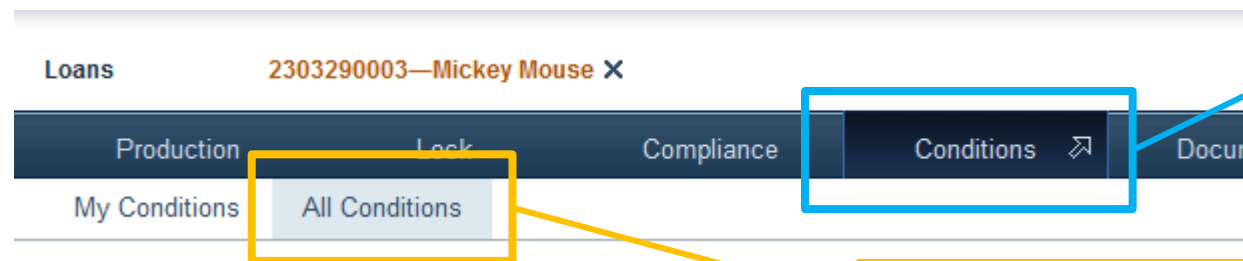 Loans 2303290003—Mickey Mouse X
Production Lock Compliance Conditions
My Conditions All Conditions